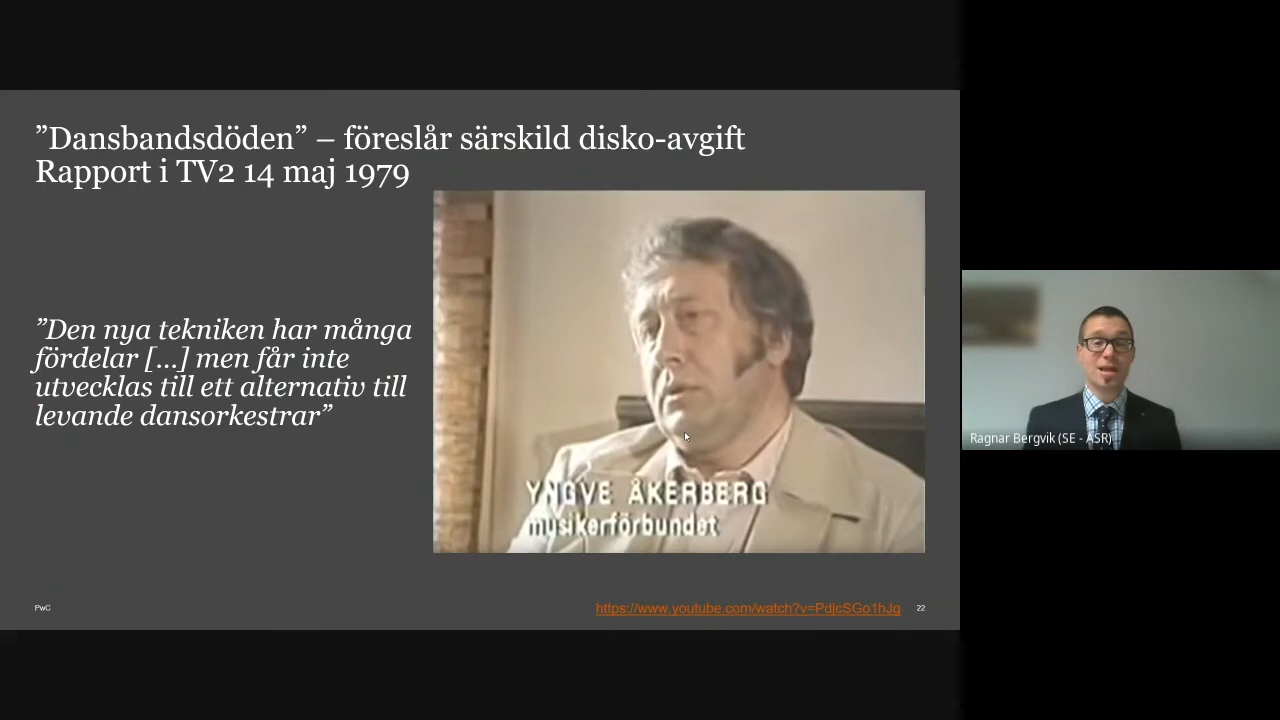 ”Dansbandsdöden” – föreslår särskild disko-avgift
Rapport i TV2 14 maj 1979
”Den nya tekniken har många
fördelar [...] men får inte
utvecklas till ett alternativ till
levande dansorkestrar”
YNGVE ÅKERBERG
musikerförbundet
PwC
https://www.youtube.com/watch?v=PdjcSGo1hJg
22
Ragnar Bergvik (SE - ASR)